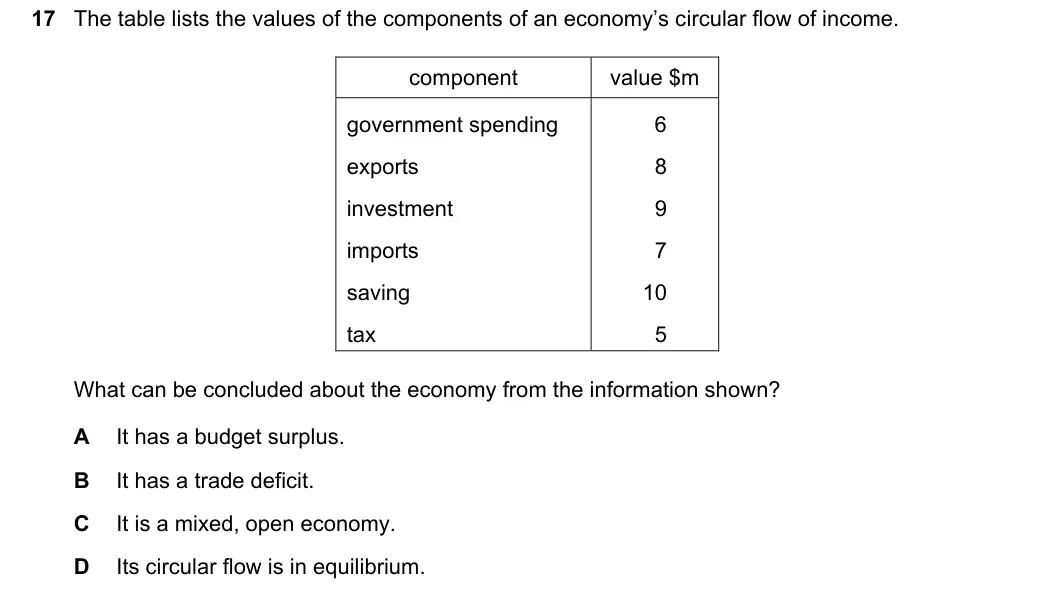 17 The table lists the values of the components of an economy's circular flow of income.
component value $m
government spending 6
exports 8
investment 9
imports 7
saving 10
tax 5
What can be concluded about the economy from the information shown?
A It has a budget surplus.
B It has a trade deficit.
C It is a mixed, open economy.
D Its circular flow is in equilibrium.